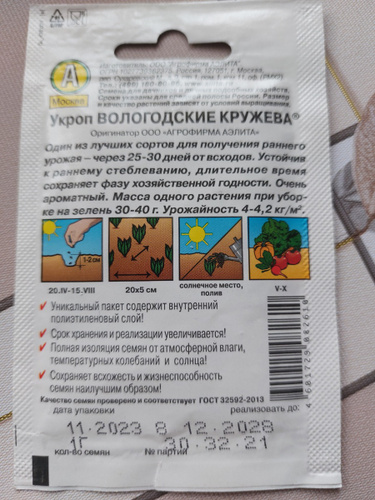 А
Москва
Укроп ВОЛОГОДСКИЕ КРУЖЕВА®
Оригинатор ООО «АГРОФИРМА АЭЛИТА»
Один из лучших сортов для получения раннего
урожая – через 25-30 дней от всходов. Устойчив
к раннему стеблеванию, длительное время
сохраняет фазу хозяйственной годности. Очень
ароматный. Масса одного растения при убор-
ке на зелень 30-40 г. Урожайность 4-4,2 кг/м².
1-2 см
20.IV-15.VIII
20х5 см
солнечное место,
полив
V-X
✓ Уникальный пакет содержит внутренний
полиэтиленовый слой!
✓ Срок хранения и реализации увеличивается!
✓ Полная изоляция семян от атмосферной влаги,
температурных колебаний и солнца!
✓ Сохраняет всхожесть и жизнеспособность
семян наилучшим образом!
Качество семян проверено и соответствует ГОСТ 32592-2013
дата упаковки
реализовать до:
11.2023 8 12.2028
1Г 30.32.21
кол-во семян
№ партии